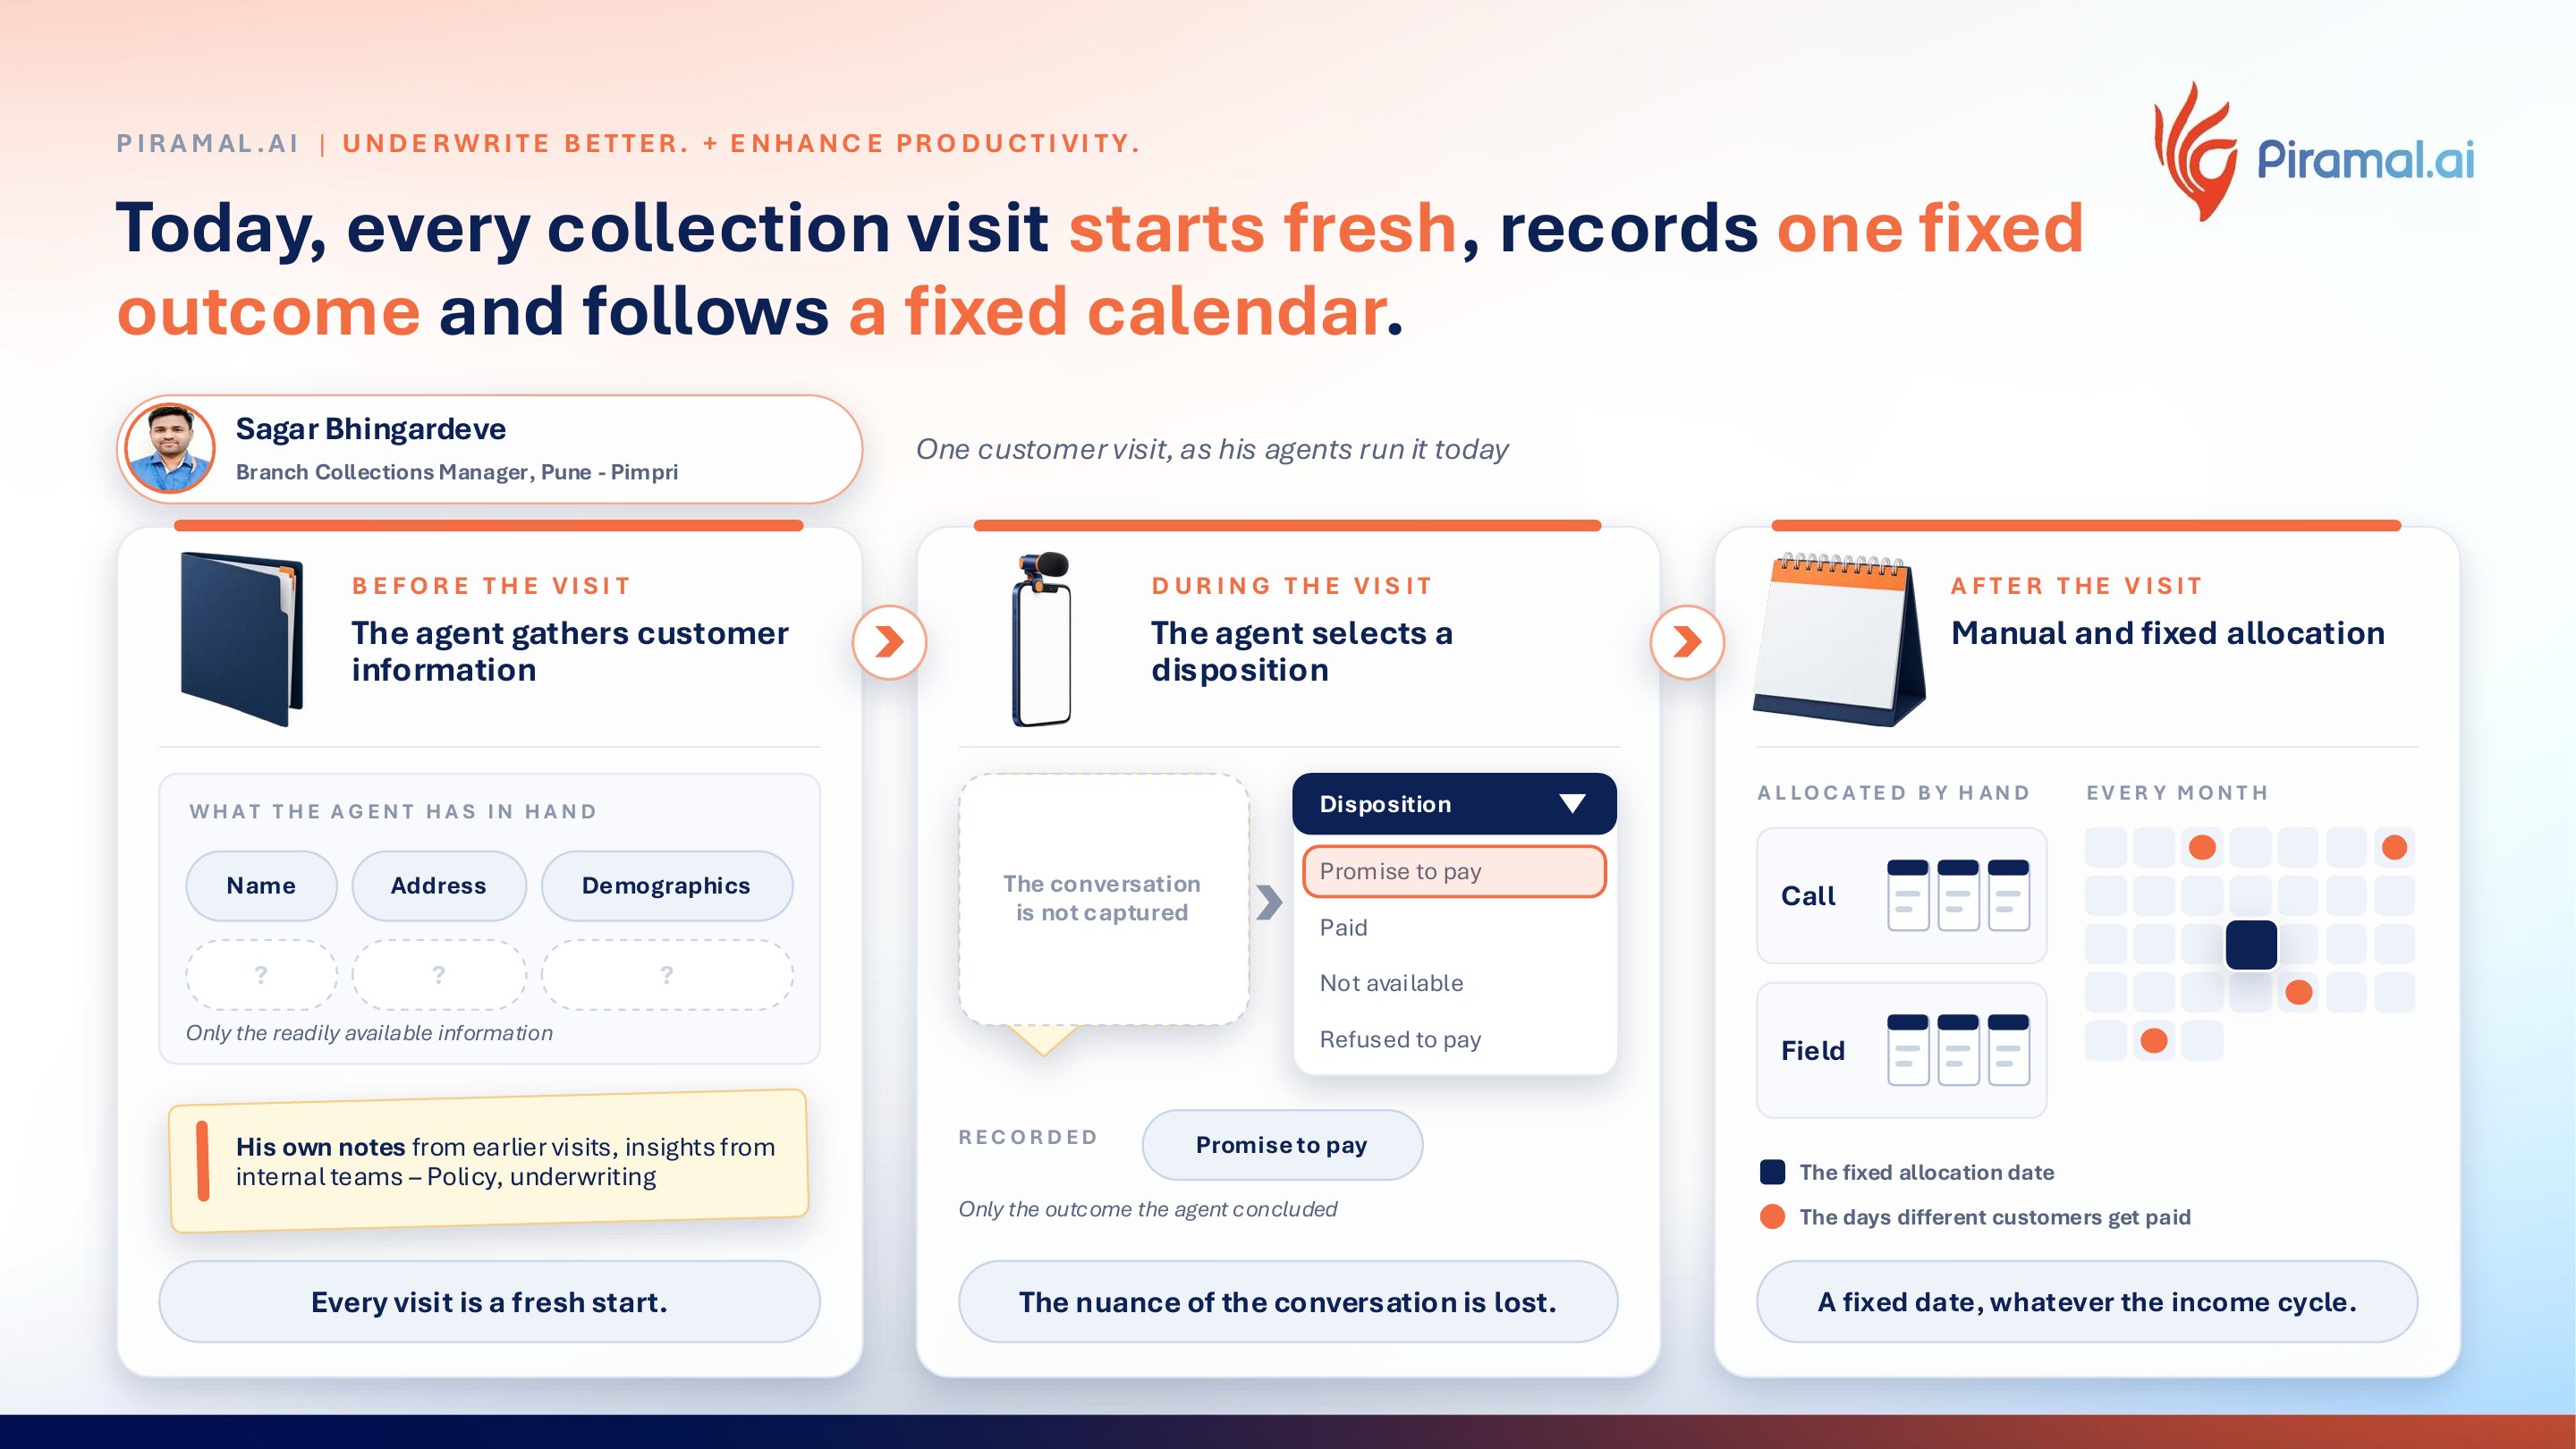 PIRAMAL.AI | UNDERWRITE BETTER. + ENHANCE PRODUCTIVITY.
Piramal.ai
Today, every collection visit starts fresh, records one fixed
outcome and follows a fixed calendar.
Sagar Bhingardeve
Branch Collections Manager, Pune - Pimpri
One customer visit, as his agents run it today
BEFORE THE VISIT
The agent gathers customer
information
WHAT THE AGENT HAS IN HAND
Name
Address
Demographics
?
?
?
Only the readily available information
His own notes from earlier visits, insights from
internal teams – Policy, underwriting
Every visit is a fresh start.
DURING THE VISIT
The agent selects a
disposition
The conversation
is not captured
Disposition
Promise to pay
Paid
Not available
Refused to pay
RECORDED
Promise to pay
Only the outcome the agent concluded
The nuance of the conversation is lost.
AFTER THE VISIT
Manual and fixed allocation
ALLOCATED BY HAND
Call
Field
EVERY MONTH
The fixed allocation date
The days different customers get paid
A fixed date, whatever the income cycle.